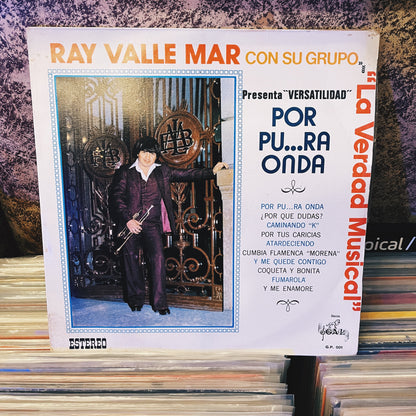 RAY VALLE MAR CON SU GRUPO
"La Verdad Musical"
Presenta "VERSATILIDAD"
POR
PU...RA
ONDA
POR PU...RA ONDA
¿POR QUE DUDAS?
CAMINANDO "K"
POR TUS CARICIAS
ATARDECIENDO
CUMBIA FLAMENCA "MORENA"
Y ME QUEDE CONTIGO
COQUETA Y BONITA
FUMAROLA
Y ME ENAMORE
ESTEREO
G.P. 001
pical/